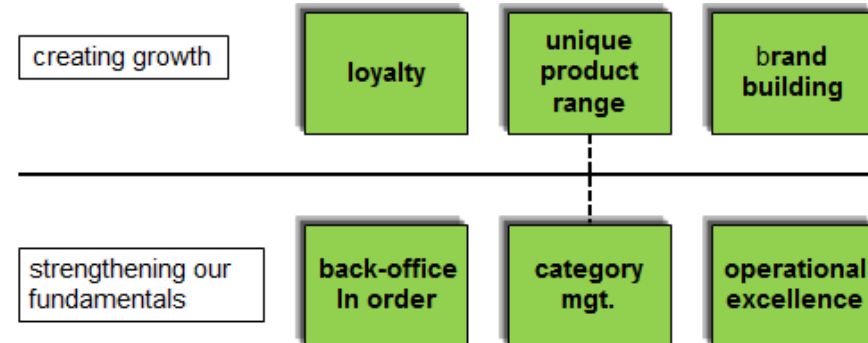 creating growth
loyalty
unique
product
range
brand
building
strengthening our
fundamentals
back-office
In order
category
mgt.
operational
excellence